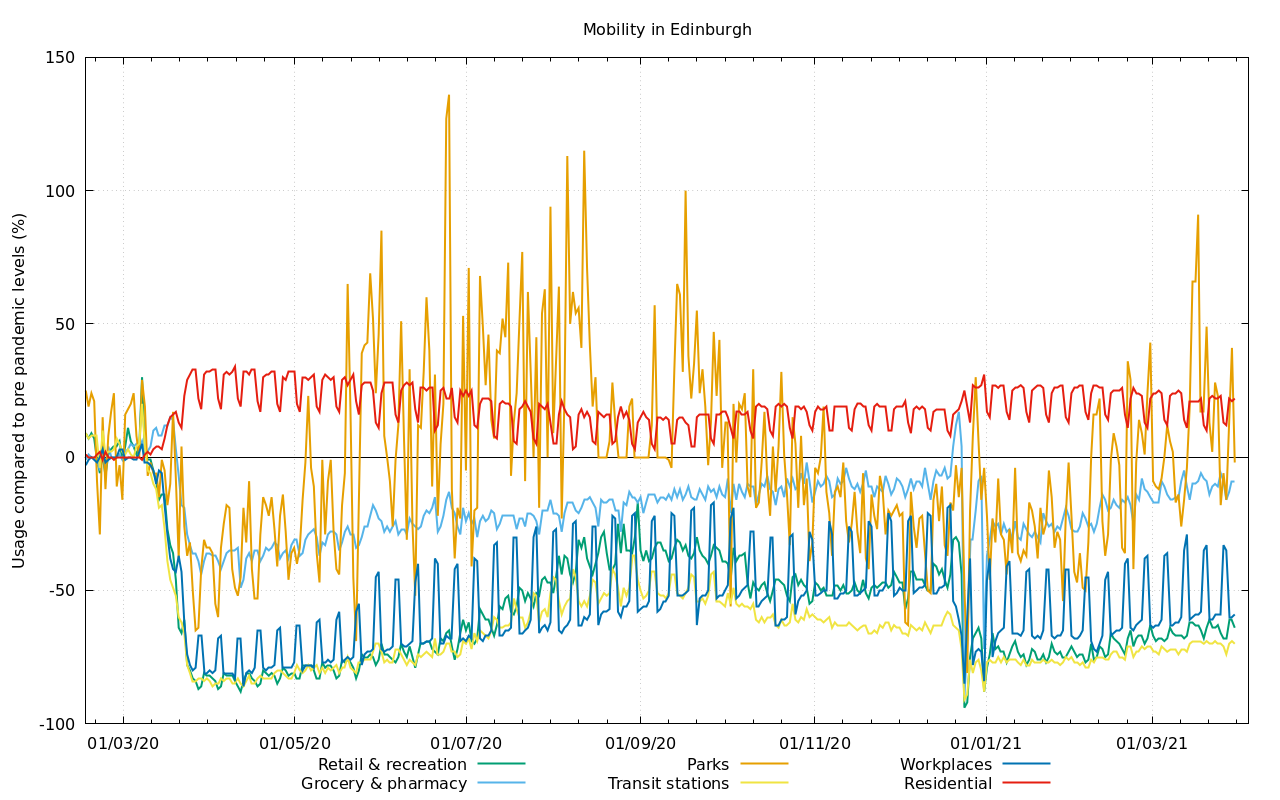 Mobility in Edinburgh
Usage compared to pre pandemic levels (%)
150
100
50
0
-50
-100
01/03/20 01/05/20 01/07/20 01/09/20 01/11/20 01/01/21 01/03/21
Retail & recreation Parks Workplaces
Grocery & pharmacy Transit stations Residential